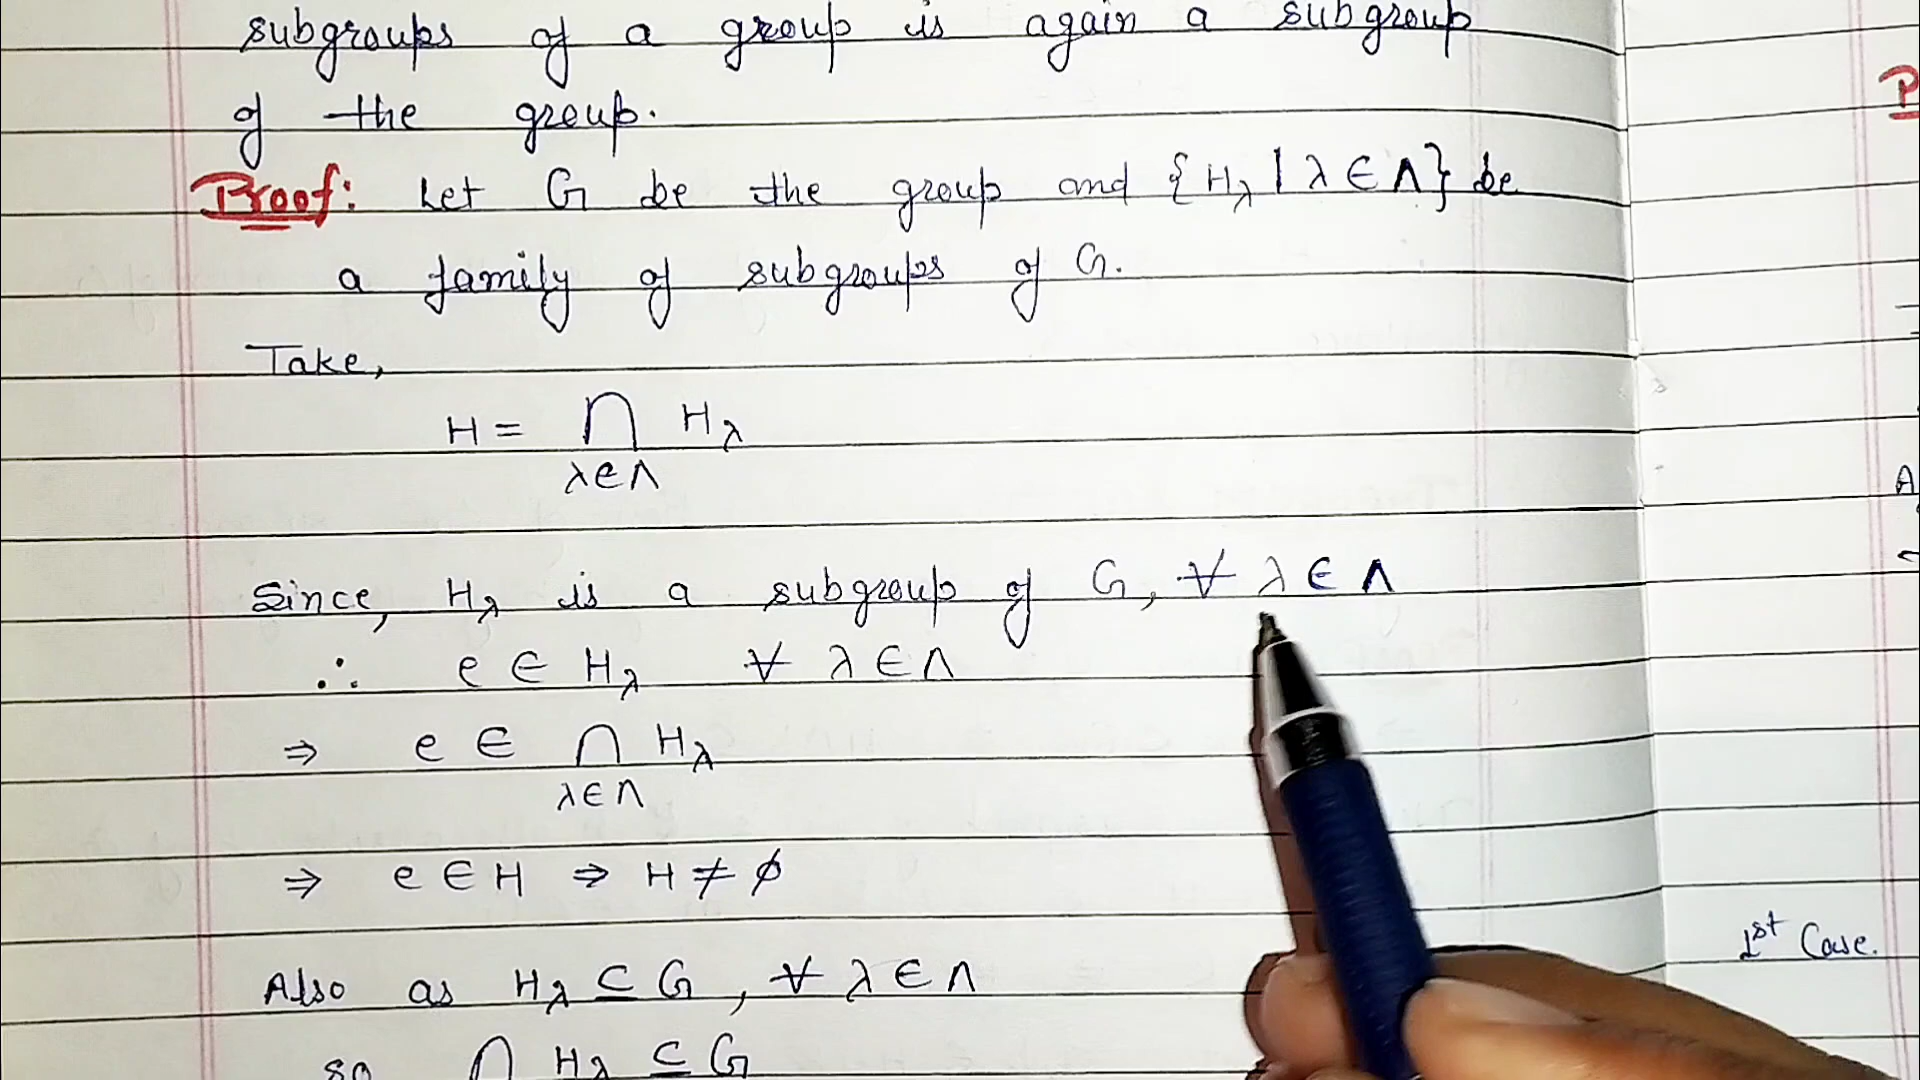 subgroups of a group is again a subgroup
of the group.
Proof: Let G be the group and {H_λ | λ ∈ Λ} be
a family of subgroups of G.
Take,
H = ⋂ H_λ
λ∈Λ
Since, H_λ is a subgroup of G, ∀ λ ∈ Λ
∴ e ∈ H_λ ∀ λ ∈ Λ
⇒ e ∈ ⋂ H_λ
λ∈Λ
⇒ e ∈ H ⇒ H ≠ ϕ
Also as H_λ ⊆ G, ∀ λ ∈ Λ
so ⋂ H_λ ⊆ G
P
A
1st Case.